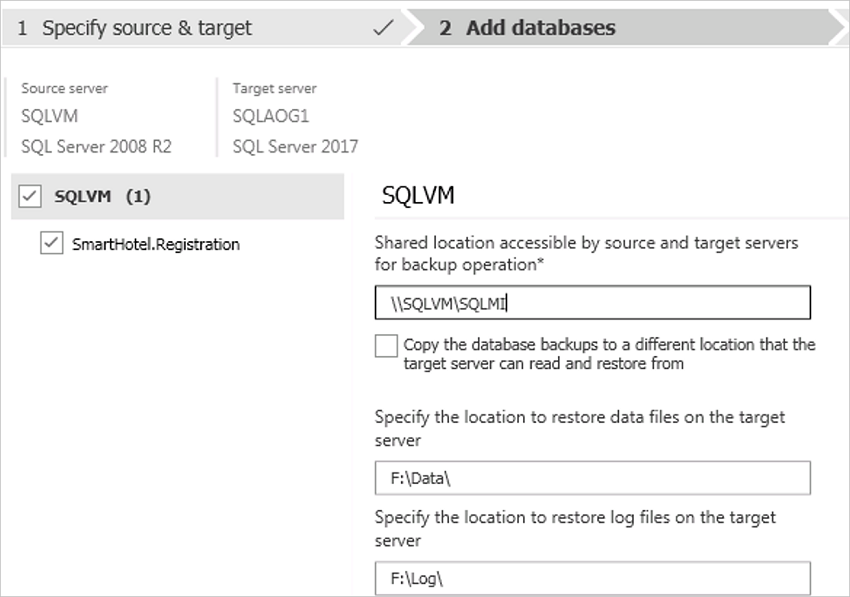 1 Specify source & target
2 Add databases
Source server
SQLVM
SQL Server 2008 R2
Target server
SQLAOG1
SQL Server 2017
SQLVM (1)
SmartHotel.Registration
SQLVM
Shared location accessible by source and target servers
for backup operation*
\\SQLVM\SQLMI
Copy the database backups to a different location that the
target server can read and restore from
Specify the location to restore data files on the target
server
F:\Data\
Specify the location to restore log files on the target
server
F:\Log\